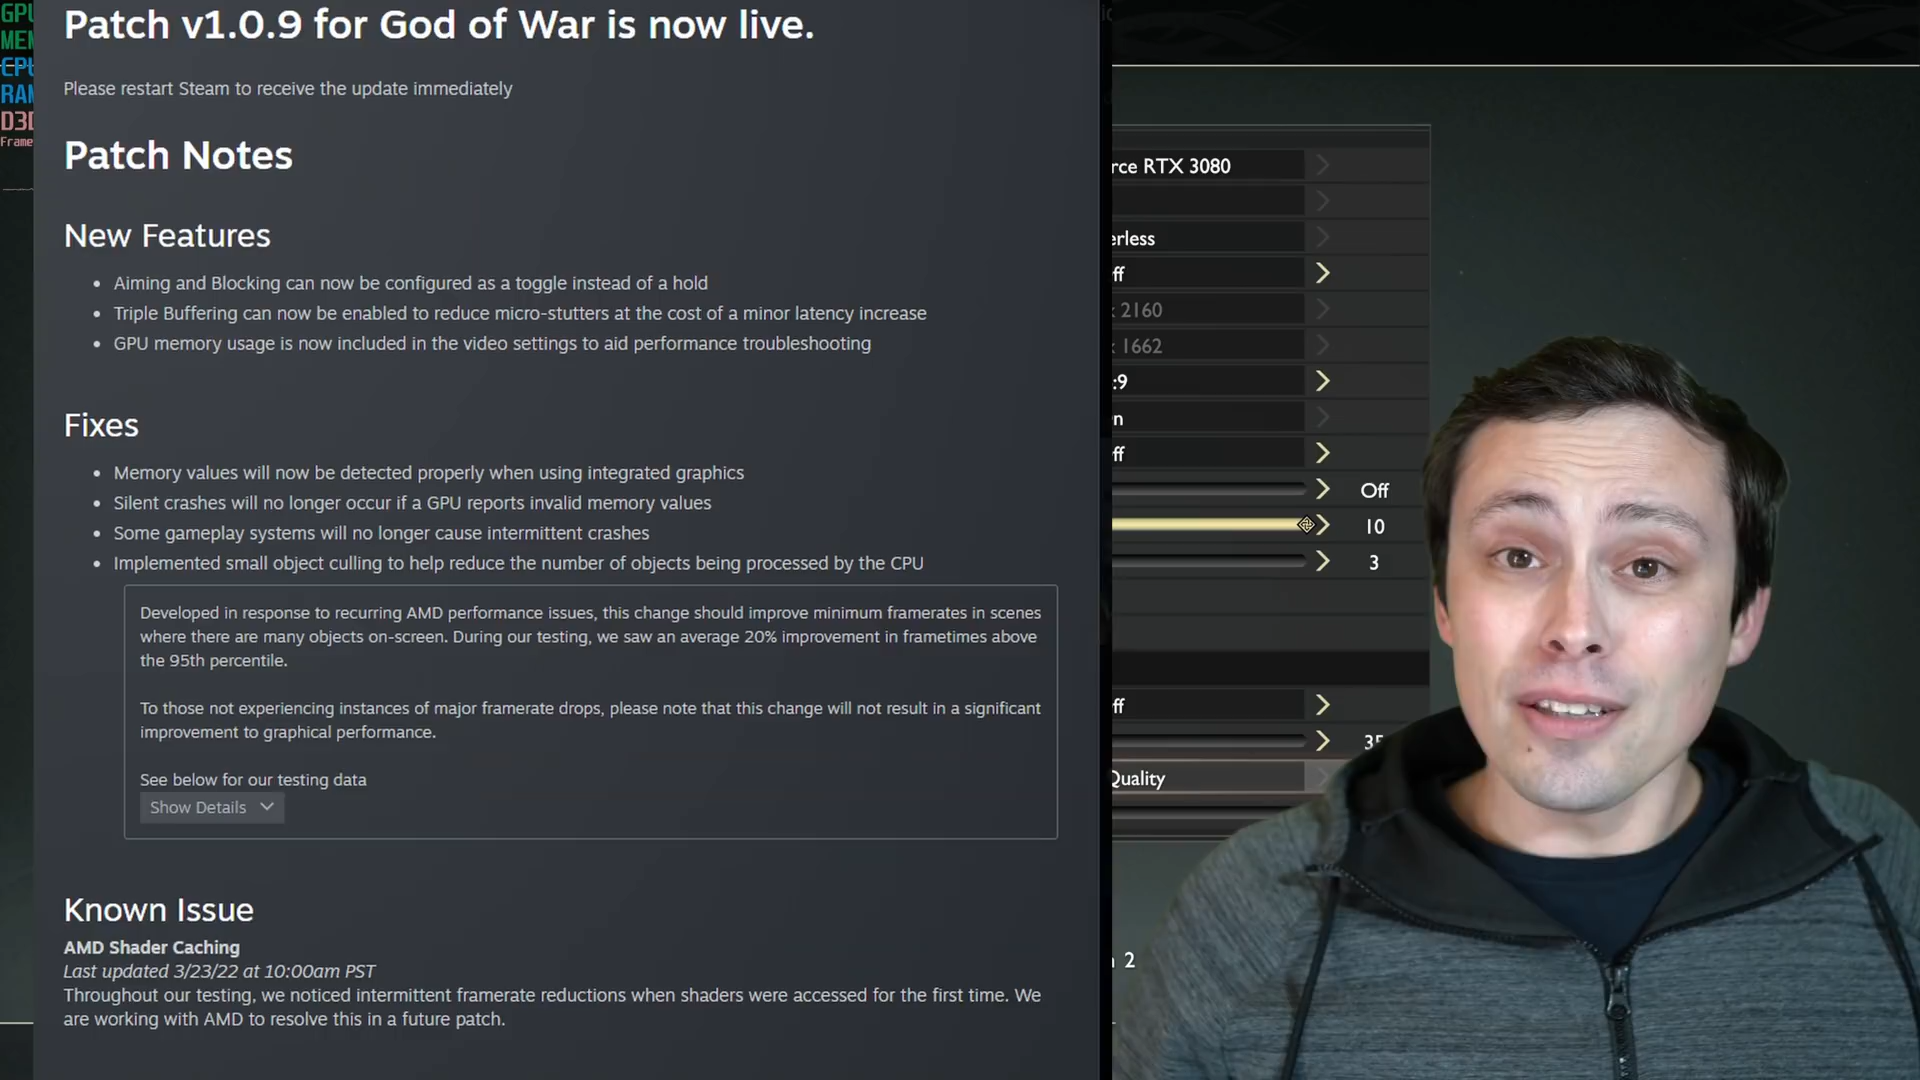 Patch v1.0.9 for God of War is now live.
Please restart Steam to receive the update immediately
Patch Notes
New Features
Aiming and Blocking can now be configured as a toggle instead of a hold
Triple Buffering can now be enabled to reduce micro-stutters at the cost of a minor latency increase
GPU memory usage is now included in the video settings to aid performance troubleshooting
Fixes
Memory values will now be detected properly when using integrated graphics
Silent crashes will no longer occur if a GPU reports invalid memory values
Some gameplay systems will no longer cause intermittent crashes
Implemented small object culling to help reduce the number of objects being processed by the CPU
Developed in response to recurring AMD performance issues, this change should improve minimum framerates in scenes
where there are many objects on-screen. During our testing, we saw an average 20% improvement in frametimes above
the 95th percentile.
To those not experiencing instances of major framerate drops, please note that this change will not result in a significant
improvement to graphical performance.
See below for our testing data
Show Details
Known Issue
AMD Shader Caching
Last updated 3/23/22 at 10:00am PST
Throughout our testing, we noticed intermittent framerate reductions when shaders were accessed for the first time. We
are working with AMD to resolve this in a future patch.
GPU
MEM
CPU
RAM
D3D
Frame
rce RTX 3080
erless
ff
x 2160
x 1662
:9
n
ff
Off
10
3
ff
35
Quality
2